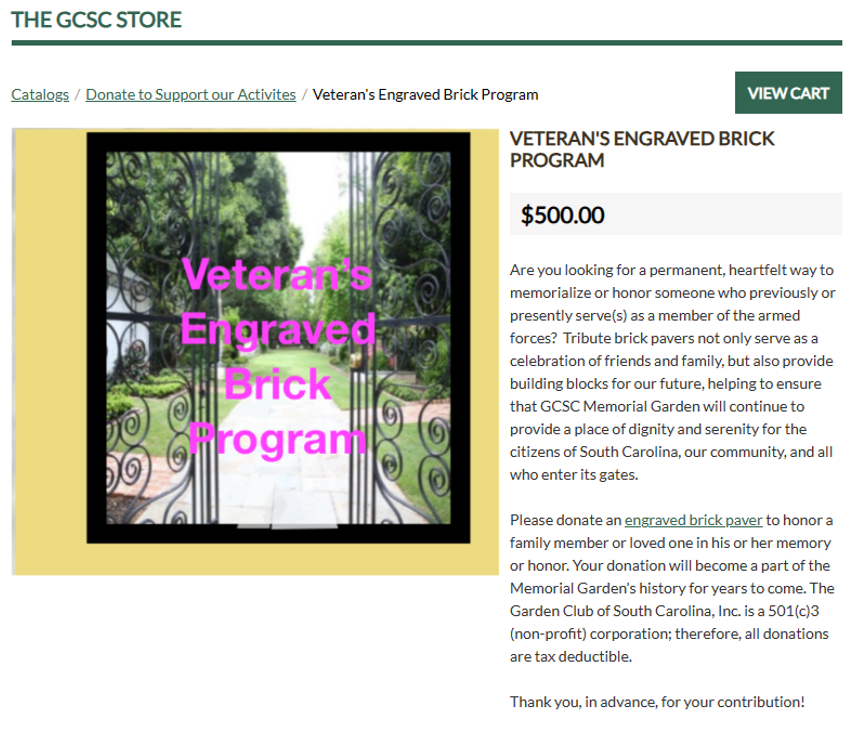 THE GCSC STORE
Catalogs / Donate to Support our Activites / Veteran's Engraved Brick Program
VIEW CART
Veteran's
Engraved
Brick
Program
VETERAN'S ENGRAVED BRICK
PROGRAM
$500.00
Are you looking for a permanent, heartfelt way to
memorialize or honor someone who previously or
presently serve(s) as a member of the armed
forces?  Tribute brick pavers not only serve as a
celebration of friends and family, but also provide
building blocks for our future, helping to ensure
that GCSC Memorial Garden will continue to
provide a place of dignity and serenity for the
citizens of South Carolina, our community, and all
who enter its gates.
Please donate an engraved brick paver to honor a
family member or loved one in his or her memory
or honor. Your donation will become a part of the
Memorial Garden’s history for years to come. The
Garden Club of South Carolina, Inc. is a 501(c)3
(non-profit) corporation; therefore, all donations
are tax deductible.
Thank you, in advance, for your contribution!